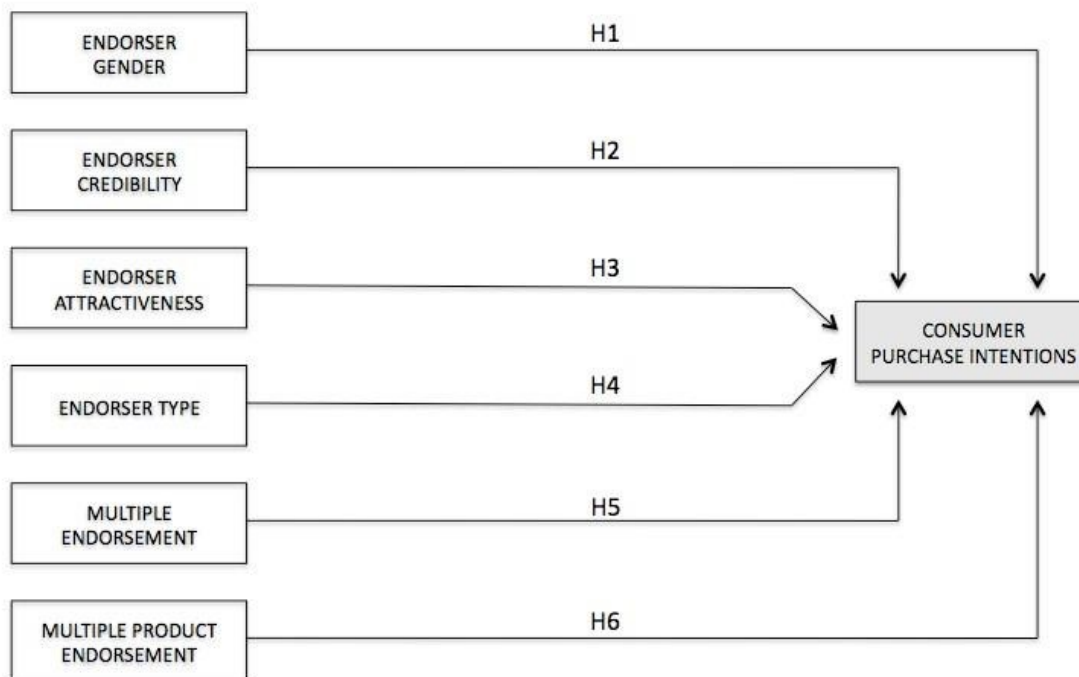 ENDORSER
GENDER
H1
ENDORSER
CREDIBILITY
H2
ENDORSER
ATTRACTIVENESS
H3
CONSUMER
PURCHASE INTENTIONS
ENDORSER TYPE
H4
MULTIPLE
ENDORSEMENT
H5
MULTIPLE PRODUCT
ENDORSEMENT
H6